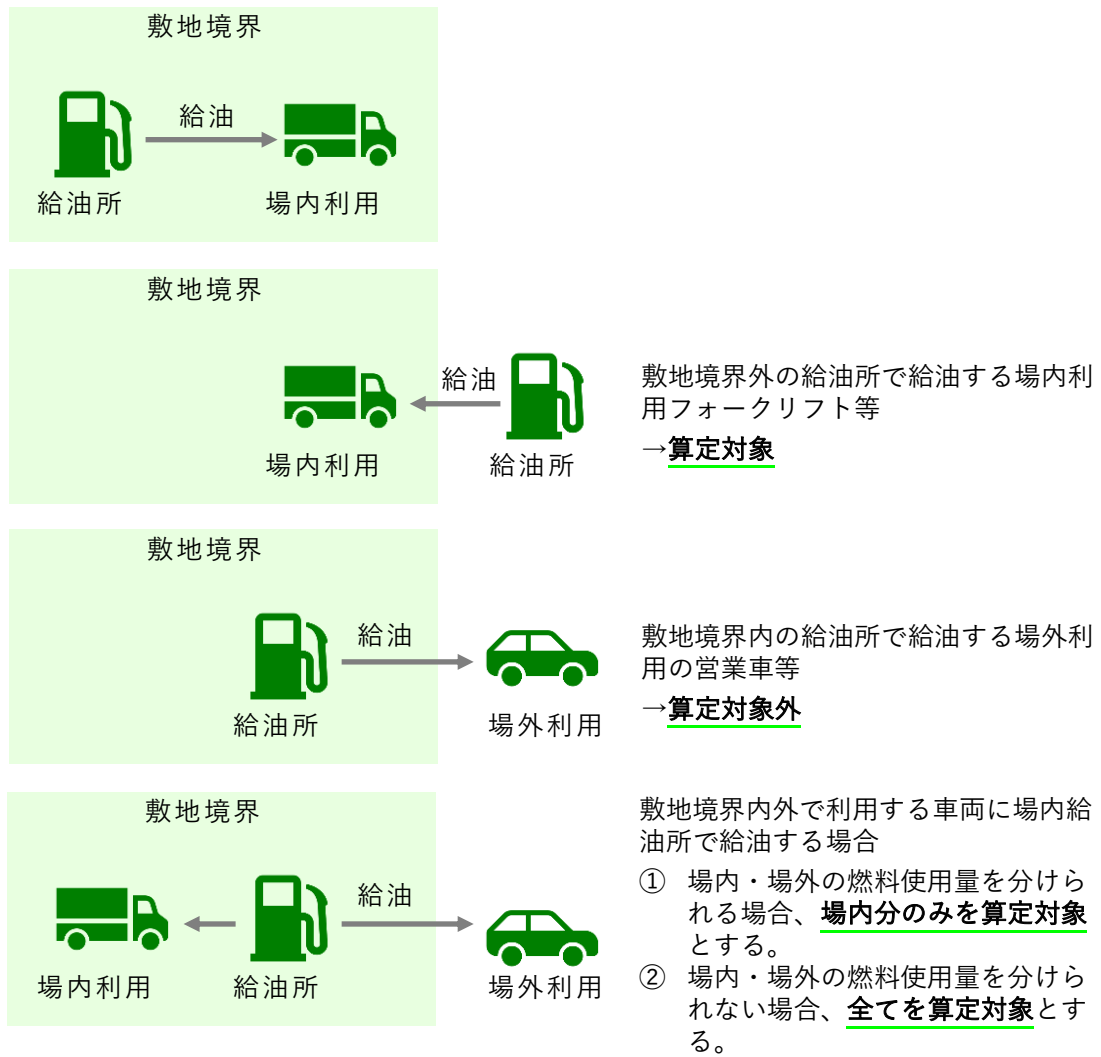 敷地境界
給油
給油所
場内利用
敷地境界
給油
場内利用
給油所
敷地境界外の給油所で給油する場内利
用フォークリフト等
→算定対象
敷地境界
給油
給油所
場外利用
敷地境界内の給油所で給油する場外利
用の営業車等
→算定対象外
敷地境界
給油
場内利用
給油所
場外利用
敷地境界内外で利用する車両に場内給
油所で給油する場合
① 場内・場外の燃料使用量を分けら
れる場合、場内分のみを算定対象
とする。
② 場内・場外の燃料使用量を分けら
れない場合、全てを算定対象とす
る。